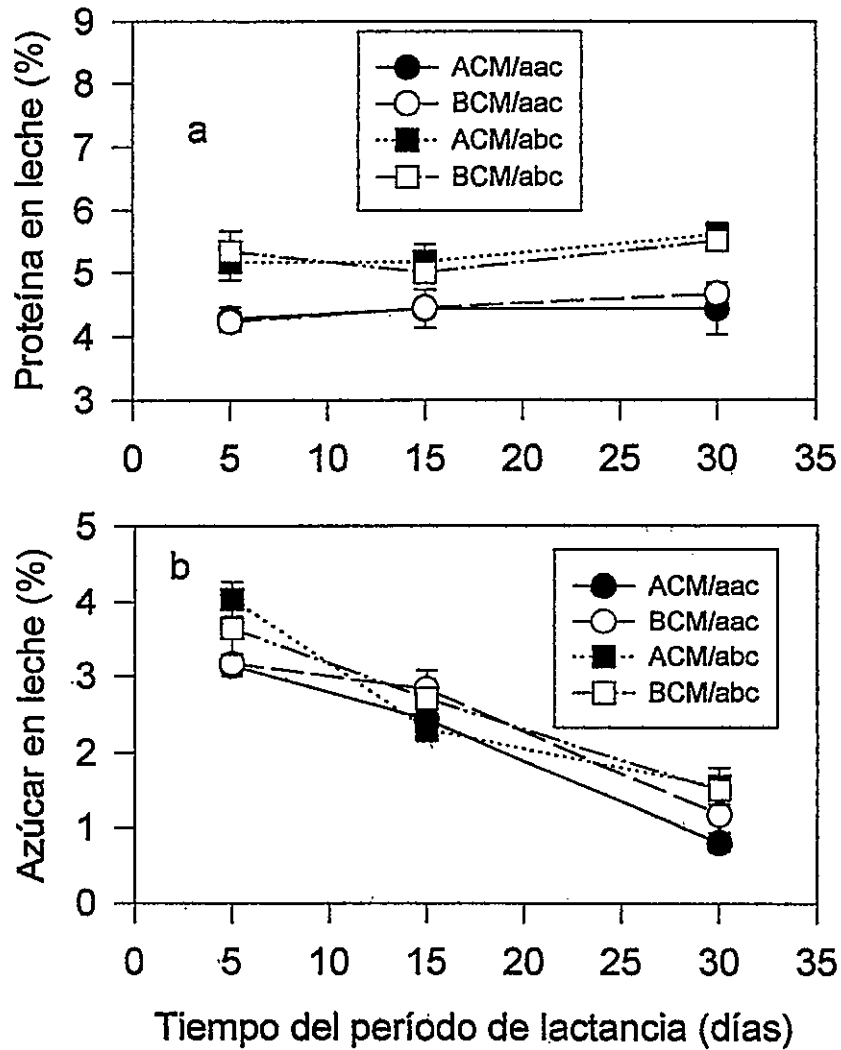 Proteína en leche (%)
9
8
7
6
5
4
3
a
ACM/aac
BCM/aac
ACM/abc
BCM/abc
0 5 10 15 20 25 30 35
Azúcar en leche (%)
5
4
3
2
1
0
b
ACM/aac
BCM/aac
ACM/abc
BCM/abc
0 5 10 15 20 25 30 35
Tiempo del período de lactancia (días)